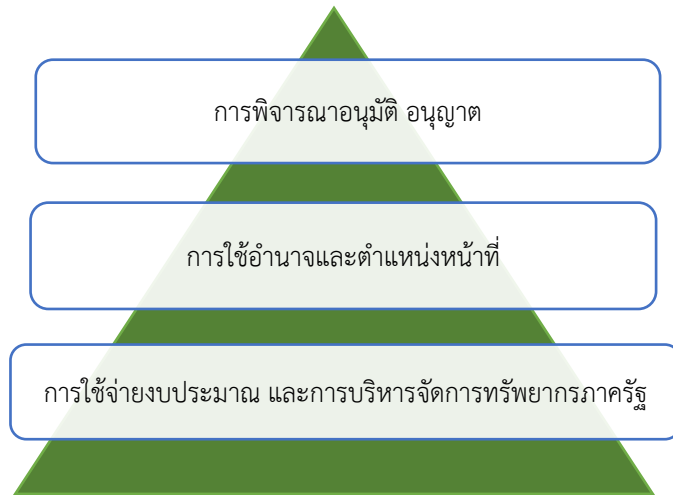 การพิจารณาอนุมัติ อนุญาต
การใช้อำนาจและตำแหน่งหน้าที่
การใช้จ่ายงบประมาณ และการบริหารจัดการทรัพยากรภาครัฐ